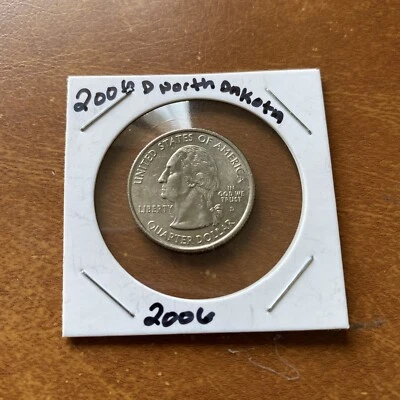 2006 D North Dakota
UNITED STATES OF AMERICA
LIBERTY
IN
GOD WE
TRUST
D
QUARTER DOLLAR
2006